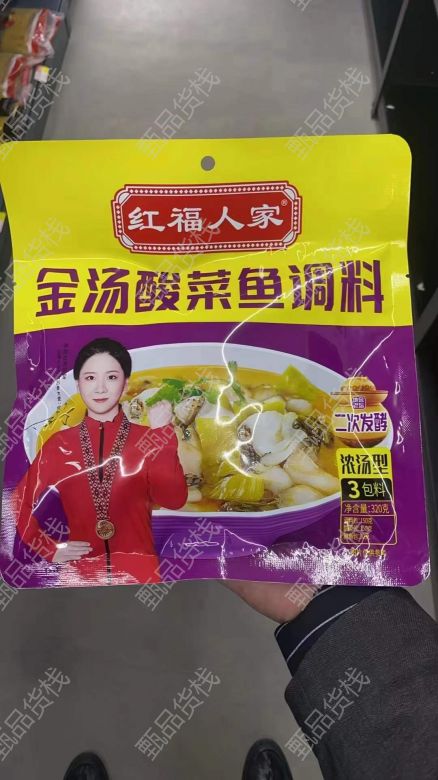 红福人家®
金汤酸菜鱼调料
二次发酵
浓汤型
3包料
净含量:320克
甄品货栈